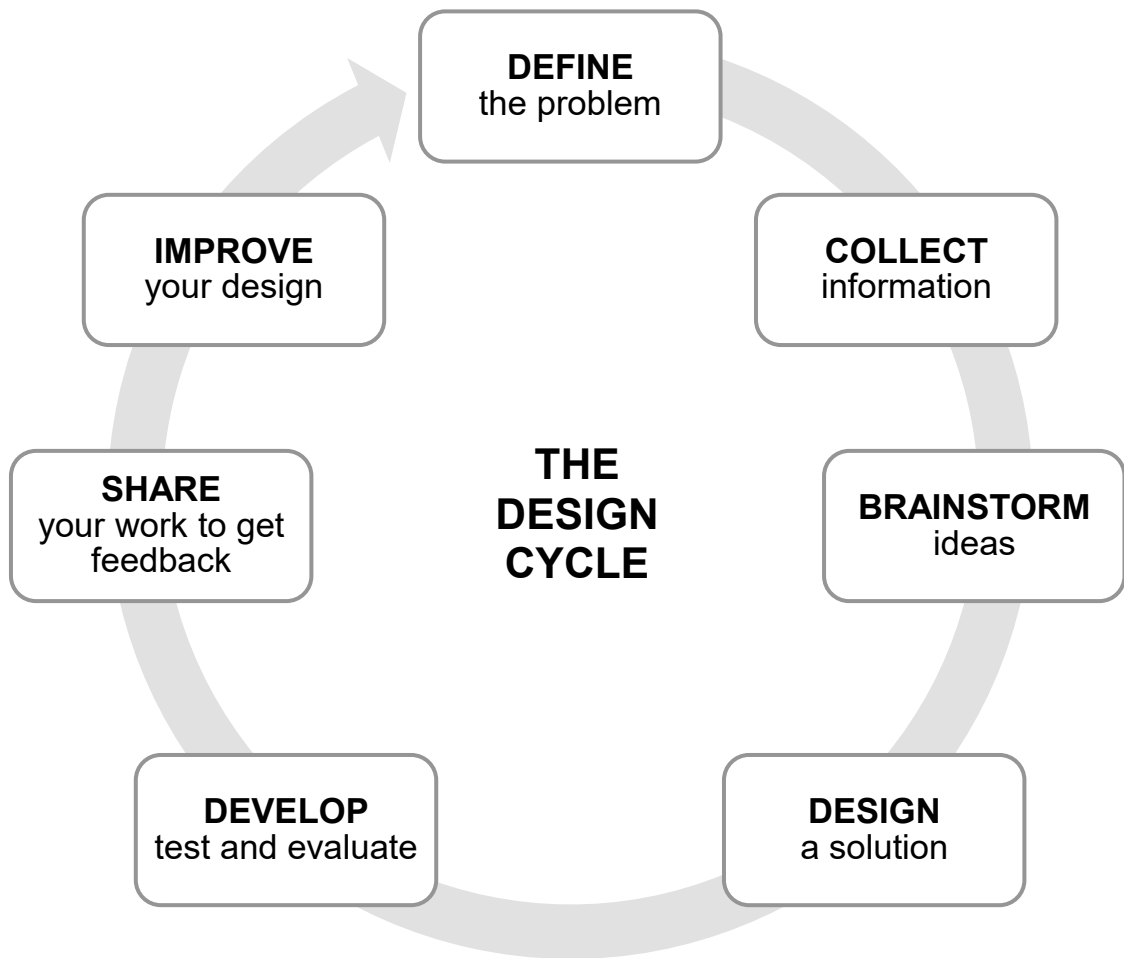 DEFINE
the problem
COLLECT
information
BRAINSTORM
ideas
DESIGN
a solution
DEVELOP
test and evaluate
SHARE
your work to get
feedback
IMPROVE
your design
THE
DESIGN
CYCLE